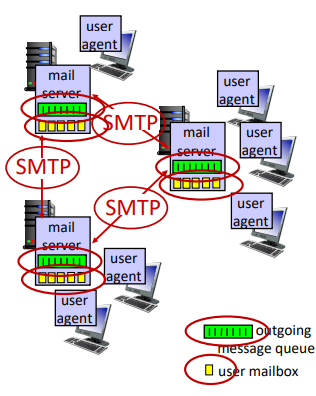 user
agent
mail
server
SMTP
user
agent
mail
server
user
agent
SMTP
SMTP
user
agent
mail
server
user
agent
user
agent
outgoing
message queue
user mailbox